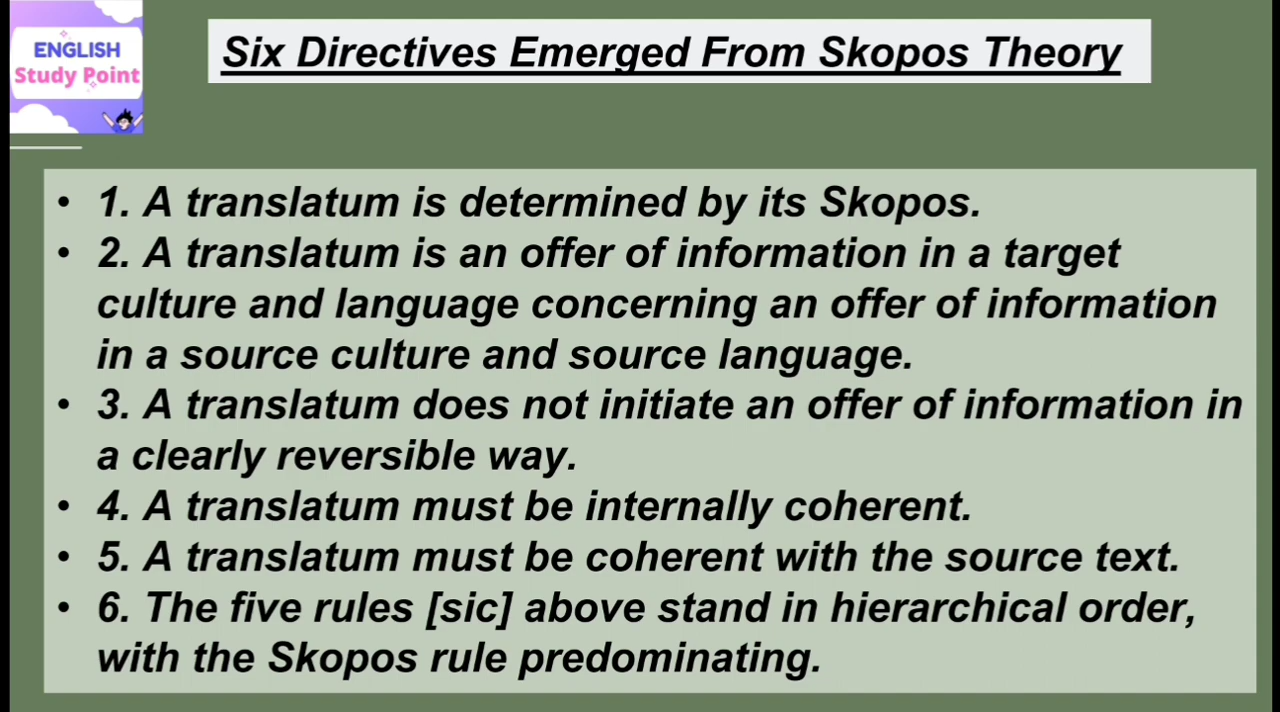 ENGLISH
Study Point
Six Directives Emerged From Skopos Theory
• 1. A translatum is determined by its Skopos.
• 2. A translatum is an offer of information in a target
culture and language concerning an offer of information
in a source culture and source language.
• 3. A translatum does not initiate an offer of information in
a clearly reversible way.
• 4. A translatum must be internally coherent.
• 5. A translatum must be coherent with the source text.
• 6. The five rules [sic] above stand in hierarchical order,
with the Skopos rule predominating.